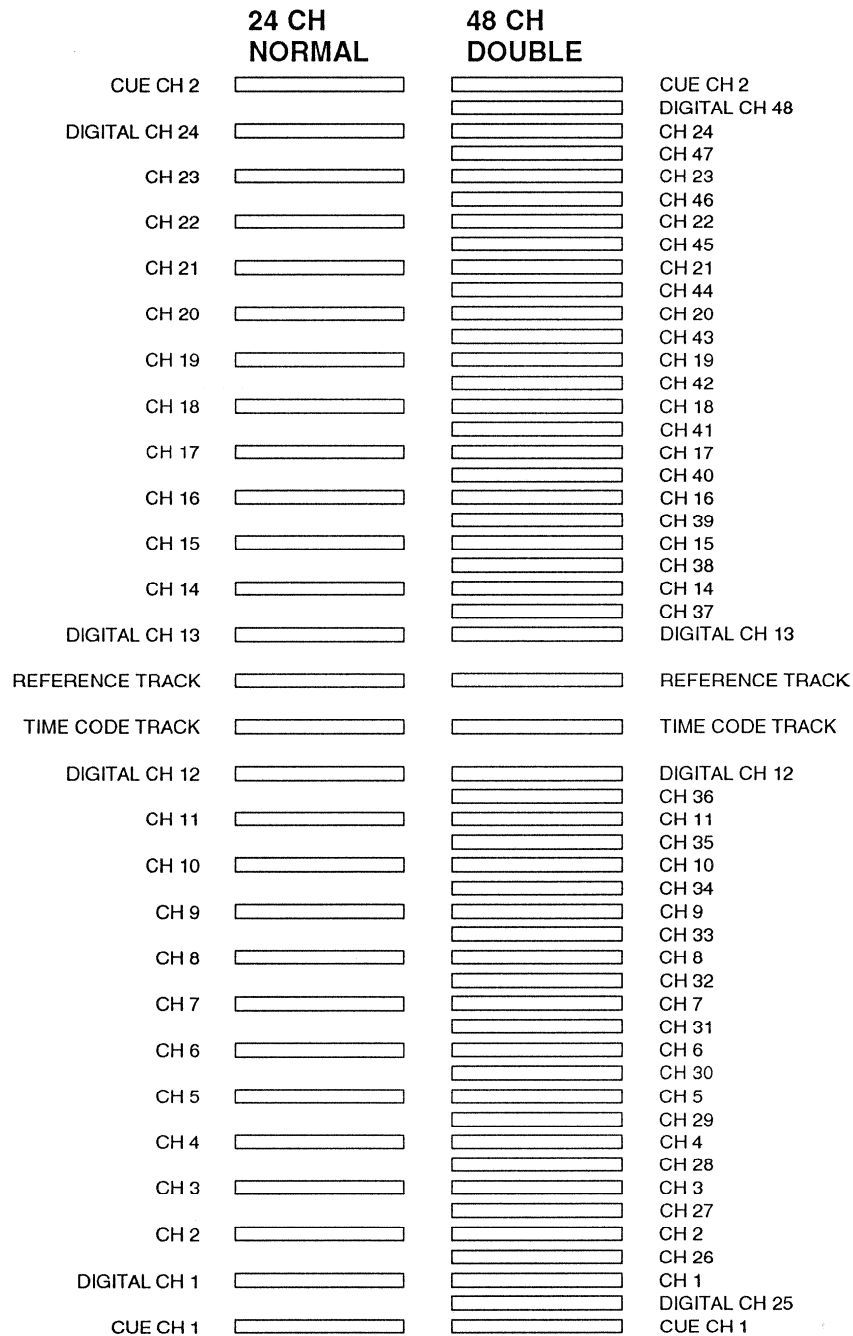 24 CH 48 CH
NORMAL DOUBLE
CUE CH 2 CUE CH 2
DIGITAL CH 48
DIGITAL CH 24 CH 24
CH 47
CH 23 CH 23
CH 46
CH 22 CH 22
CH 45
CH 21 CH 21
CH 44
CH 20 CH 20
CH 43
CH 19 CH 19
CH 42
CH 18 CH 18
CH 41
CH 17 CH 17
CH 40
CH 16 CH 16
CH 39
CH 15 CH 15
CH 38
CH 14 CH 14
CH 37
DIGITAL CH 13 DIGITAL CH 13
REFERENCE TRACK REFERENCE TRACK
TIME CODE TRACK TIME CODE TRACK
DIGITAL CH 12 DIGITAL CH 12
CH 36
CH 11 CH 11
CH 35
CH 10 CH 10
CH 34
CH 9 CH 9
CH 33
CH 8 CH 8
CH 32
CH 7 CH 7
CH 31
CH 6 CH 6
CH 30
CH 5 CH 5
CH 29
CH 4 CH 4
CH 28
CH 3 CH 3
CH 27
CH 2 CH 2
CH 26
DIGITAL CH 1 CH 1
DIGITAL CH 25
CUE CH 1 CUE CH 1